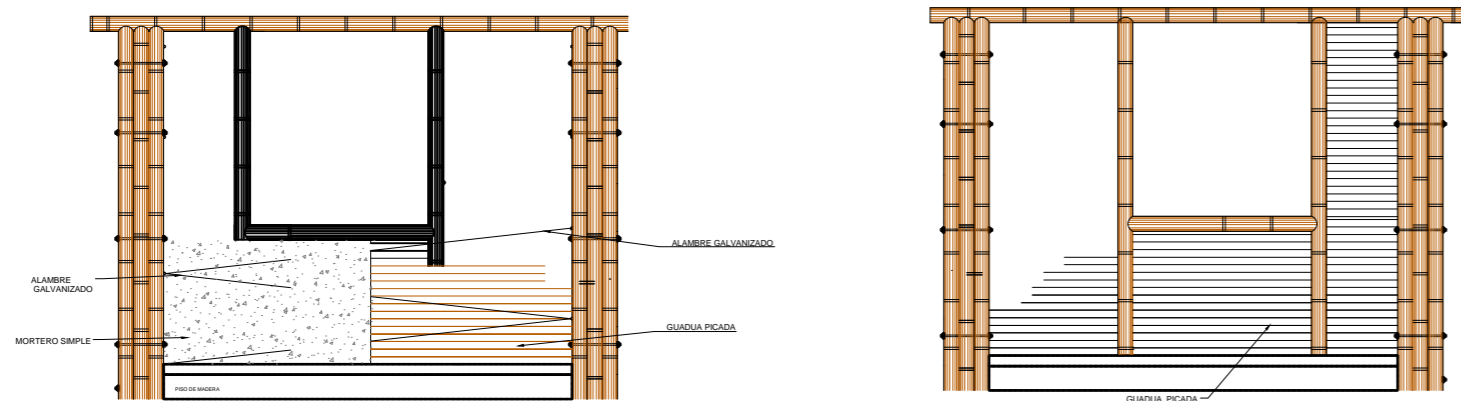 ALAMBRE GALVANIZADO
ALAMBRE
GALVANIZADO
GUADUA PICADA
MORTERO SIMPLE
PISO DE MADERA
GUADUA PICADA